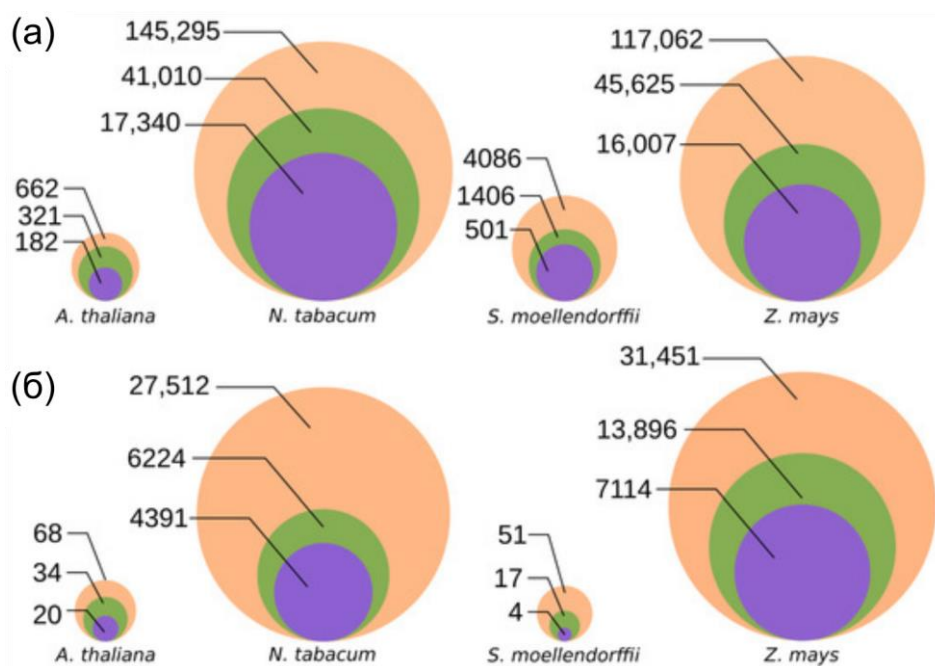 (а)
145,295
41,010
17,340
662
321
182
A. thaliana
N. tabacum
4086
1406
501
S. moellendorffii
117,062
45,625
16,007
Z. mays
(б)
27,512
6224
4391
68
34
20
A. thaliana
N. tabacum
51
17
4
S. moellendorffii
31,451
13,896
7114
Z. mays